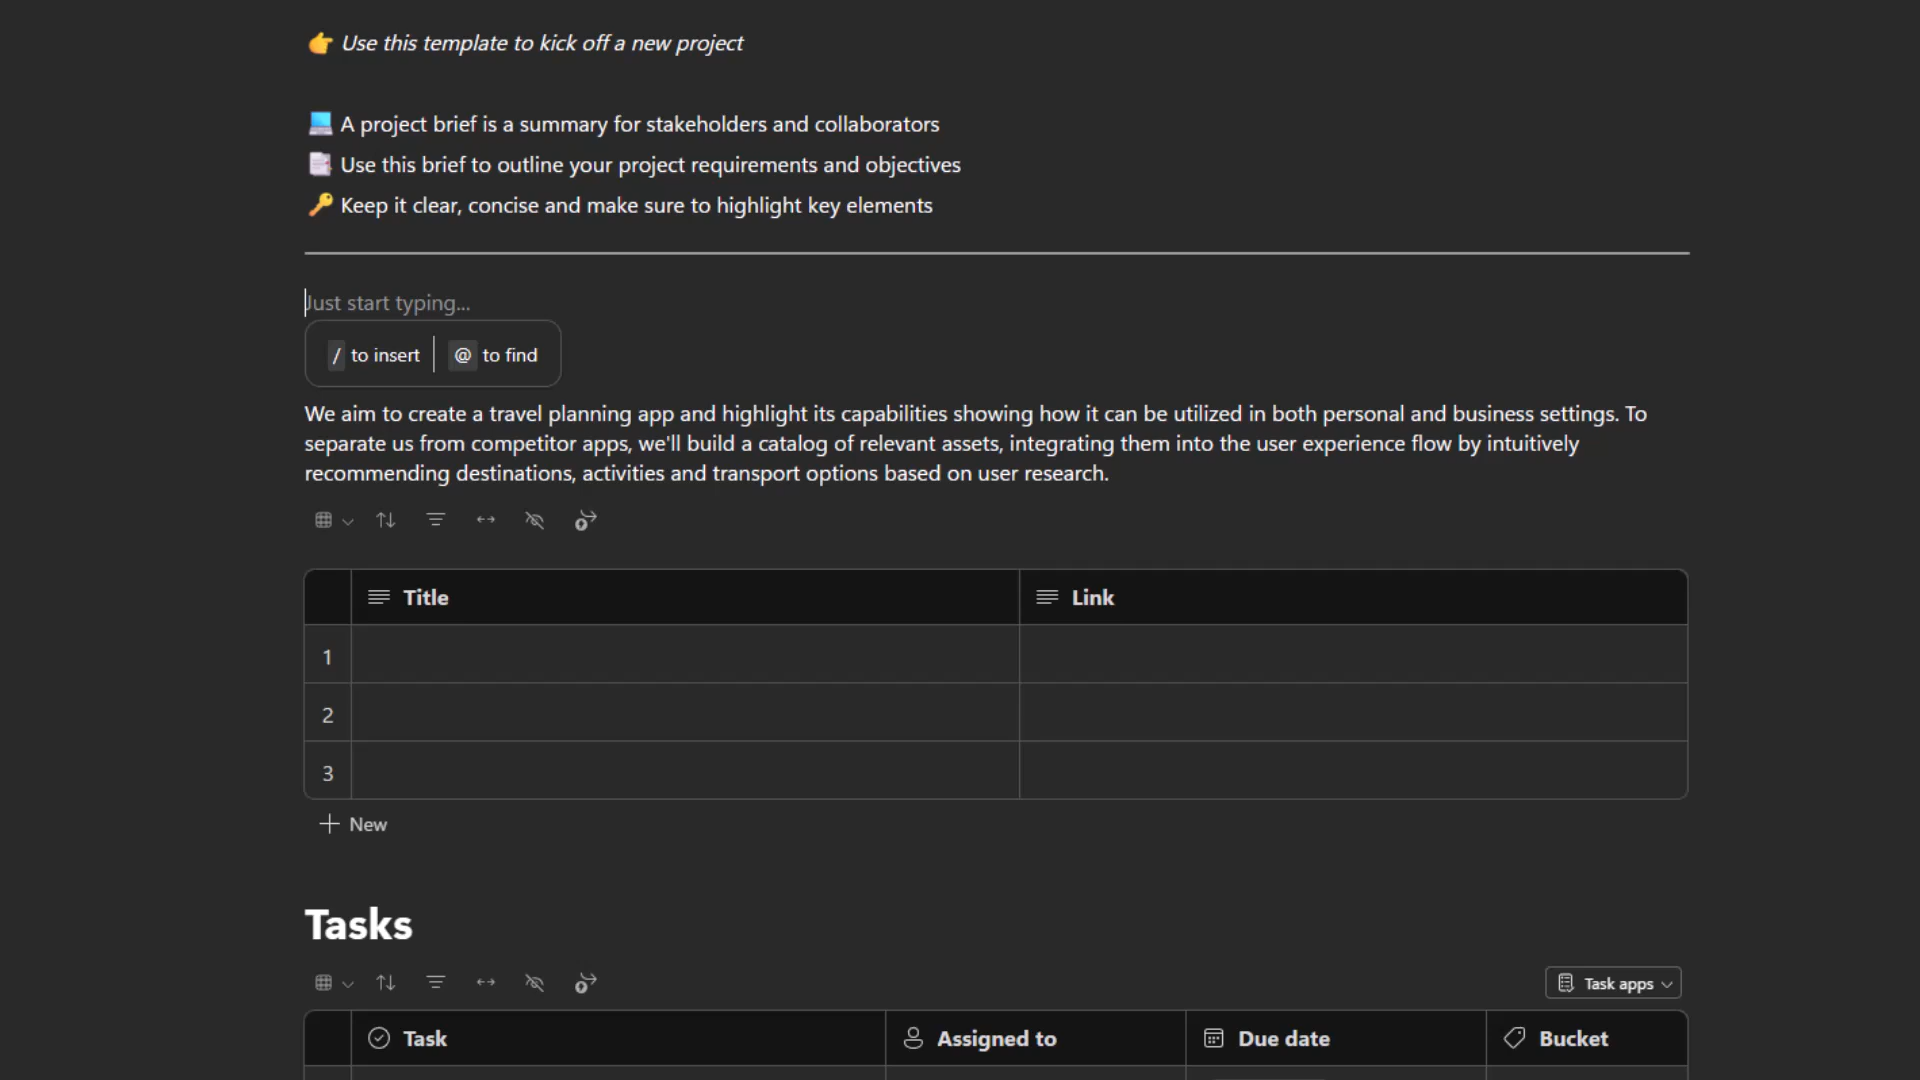 👉 Use this template to kick off a new project
💻 A project brief is a summary for stakeholders and collaborators
📑 Use this brief to outline your project requirements and objectives
🔑 Keep it clear, concise and make sure to highlight key elements
Just start typing...
/ to insert @ to find
We aim to create a travel planning app and highlight its capabilities showing how it can be utilized in both personal and business settings. To
separate us from competitor apps, we'll build a catalog of relevant assets, integrating them into the user experience flow by intuitively
recommending destinations, activities and transport options based on user research.
Title Link
1
2
3
New
Tasks
Task apps
Task Assigned to Due date Bucket